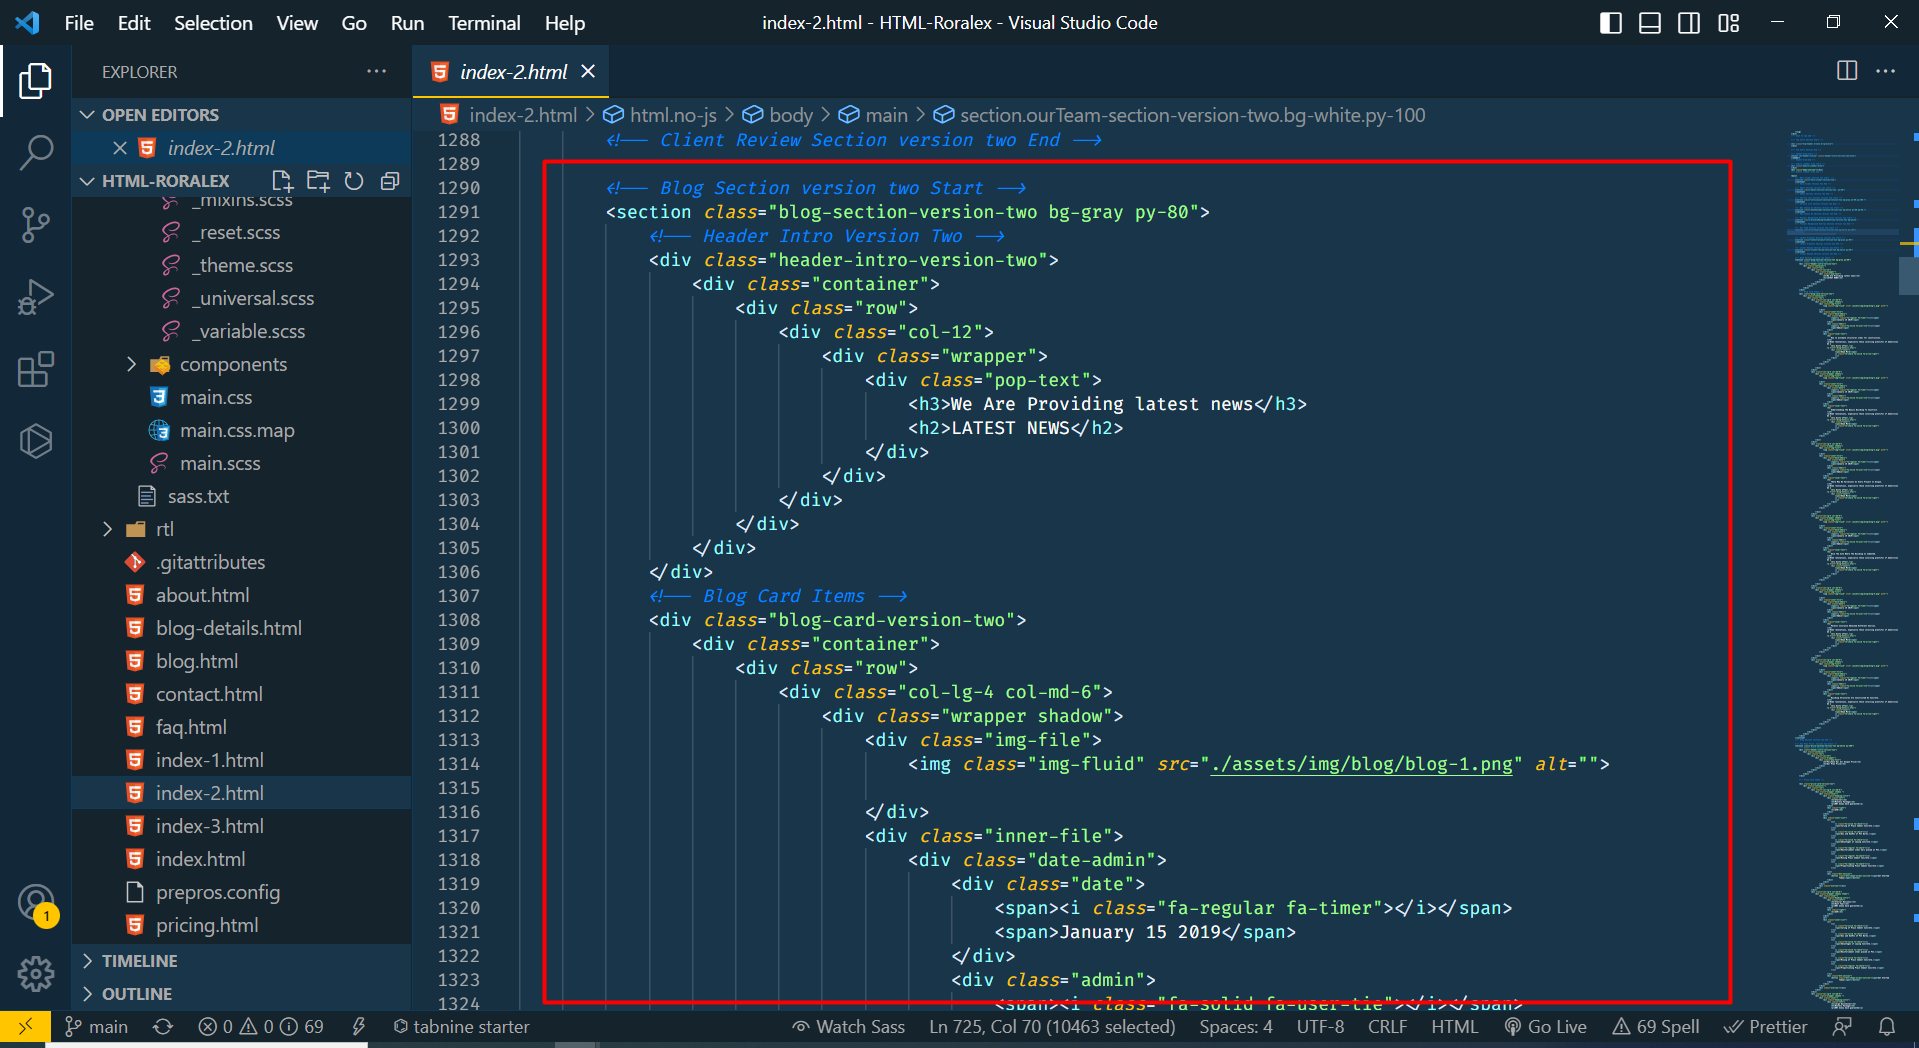 File Edit Selection View Go Run Terminal Help
index-2.html - HTML-Roralex - Visual Studio Code
EXPLORER
OPEN EDITORS
index-2.html
HTML-RORALEX
_mixins.scss
_reset.scss
_theme.scss
_universal.scss
_variable.scss
components
main.css
main.css.map
main.scss
sass.txt
rtl
.gitattributes
about.html
blog-details.html
blog.html
contact.html
faq.html
index-1.html
index-2.html
index-3.html
index.html
prepros.config
pricing.html
TIMELINE
OUTLINE
1
index-2.html
index-2.html > html.no-js > body > main > section.ourTeam-section-version-two.bg-white.py-100
1288 <!-- Client Review Section version two End -->
1289
1290 <!-- Blog Section version two Start -->
1291 <section class="blog-section-version-two bg-gray py-80">
1292 <!-- Header Intro Version Two -->
1293 <div class="header-intro-version-two">
1294 <div class="container">
1295 <div class="row">
1296 <div class="col-12">
1297 <div class="wrapper">
1298 <div class="pop-text">
1299 <h3>We Are Providing latest news</h3>
1300 <h2>LATEST NEWS</h2>
1301 </div>
1302 </div>
1303 </div>
1304 </div>
1305 </div>
1306 </div>
1307 <!-- Blog Card Items -->
1308 <div class="blog-card-version-two">
1309 <div class="container">
1310 <div class="row">
1311 <div class="col-lg-4 col-md-6">
1312 <div class="wrapper shadow">
1313 <div class="img-file">
1314 <img class="img-fluid" src="./assets/img/blog/blog-1.png" alt="">
1315
1316 </div>
1317 <div class="inner-file">
1318 <div class="date-admin">
1319 <div class="date">
1320 <span><i class="fa-regular fa-timer"></i></span>
1321 <span>January 15 2019</span>
1322 </div>
1323 <div class="admin">
1324 <span><i class="fa-solid fa-user-tie"></i></span>
main 0 0 69 tabnine starter Watch Sass Ln 725, Col 70 (10463 selected) Spaces: 4 UTF-8 CRLF HTML Go Live 69 Spell Prettier